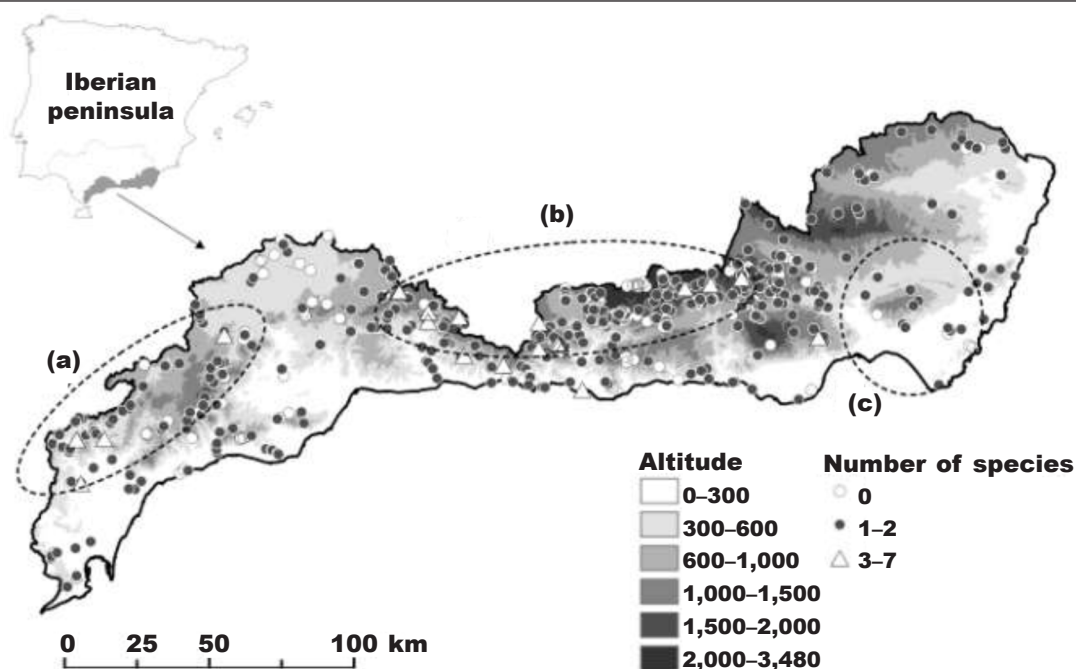 Iberian
peninsula
(b)
(a)
(c)
Altitude
0–300
300–600
600–1,000
1,000–1,500
1,500–2,000
2,000–3,480
Number of species
0
1–2
3–7
0 25 50 100 km